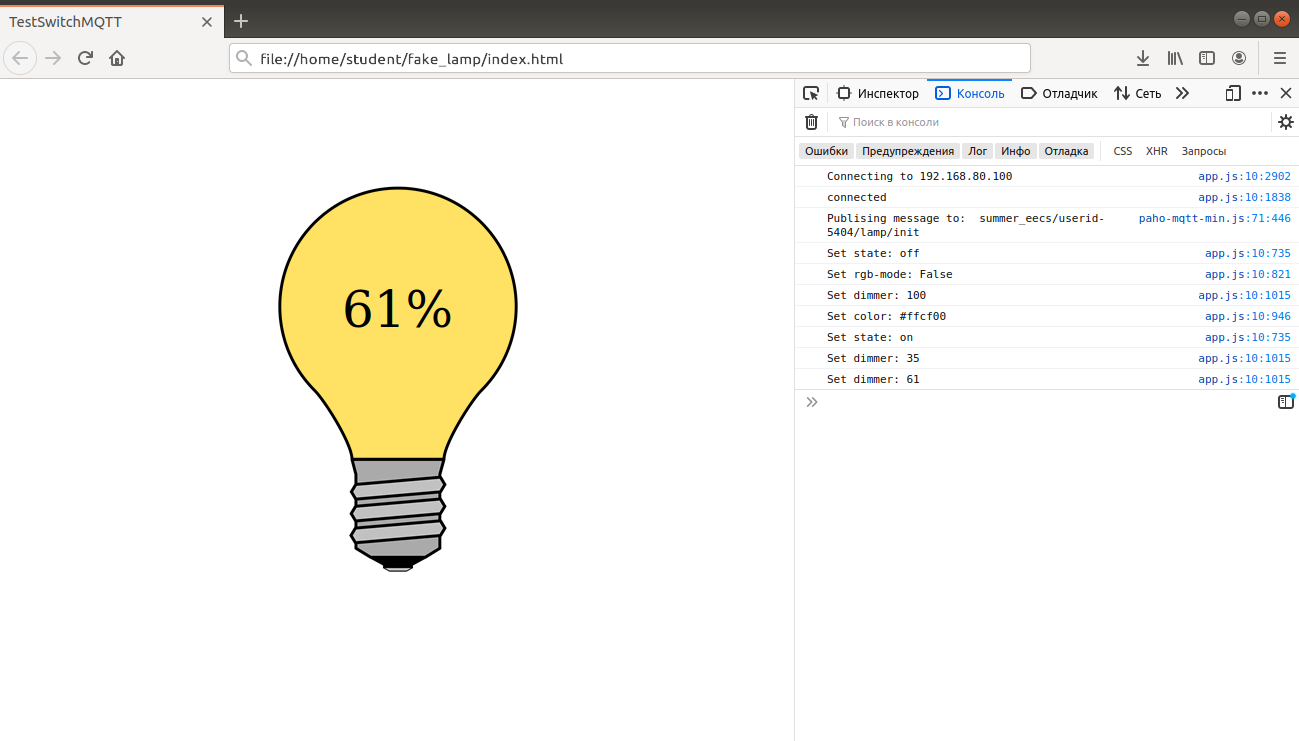 TestSwitchMQTT
file://home/student/fake_lamp/index.html
61%
Инспектор Консоль Отладчик Сеть
Поиск в консоли
Ошибки Предупреждения Лог Инфо Отладка CSS XHR Запросы
Connecting to 192.168.80.100 app.js:10:2902
connected app.js:10:1838
Publising message to: summer_eecs/userid- paho-mqtt-min.js:71:446
5404/lamp/init
Set state: off app.js:10:735
Set rgb-mode: False app.js:10:821
Set dimmer: 100 app.js:10:1015
Set color: #ffcf00 app.js:10:946
Set state: on app.js:10:735
Set dimmer: 35 app.js:10:1015
Set dimmer: 61 app.js:10:1015